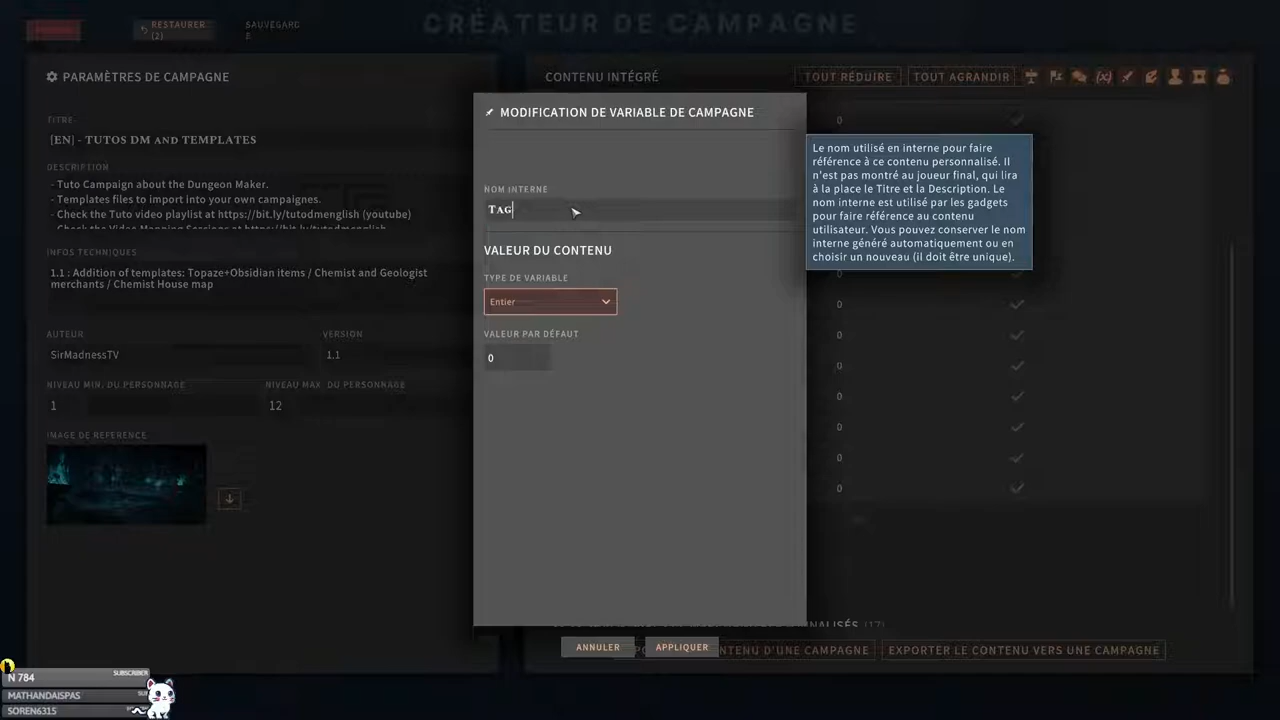 CRÉATEUR DE CAMPAGNE
RESTAURER
(2)
SAUVEGARD
E
PARAMÈTRES DE CAMPAGNE
TITRE
[EN] - TUTOS DM AND TEMPLATES
DESCRIPTION
- Tuto Campaign about the Dungeon Maker.
- Templates files to import into your own campaignes.
- Check the Tuto video playlist at https://bit.ly/tutodmenglish (youtube)
INFOS TECHNIQUES
1.1 : Addition of templates: Topaze+Obsidian items / Chemist and Geologist
merchants / Chemist House map
AUTEUR
VERSION
SirMadnessTV
1.1
NIVEAU MIN. DU PERSONNAGE
NIVEAU MAX. DU PERSONNAGE
1
12
IMAGE DE REFERENCE
CONTENU INTÉGRÉ
TOUT RÉDUIRE
TOUT AGRANDIR
MODIFICATION DE VARIABLE DE CAMPAGNE
NOM INTERNE
TAG
VALEUR DU CONTENU
TYPE DE VARIABLE
Entier
VALEUR PAR DÉFAUT
0
ANNULER
APPLIQUER
Le nom utilisé en interne pour faire
référence à ce contenu personnalisé. Il
n'est pas montré au joueur final, qui lira
à la place le Titre et la Description. Le
nom interne est utilisé par les gadgets
pour faire référence au contenu
utilisateur. Vous pouvez conserver le nom
interne généré automatiquement ou en
choisir un nouveau (il doit être unique).
0
0
0
0
0
0
0
0
(17)
NTENU D'UNE CAMPAGNE
EXPORTER LE CONTENU VERS UNE CAMPAGNE
N 784
SUBSCRIBER
MATHANDAISPAS
SOREN6315